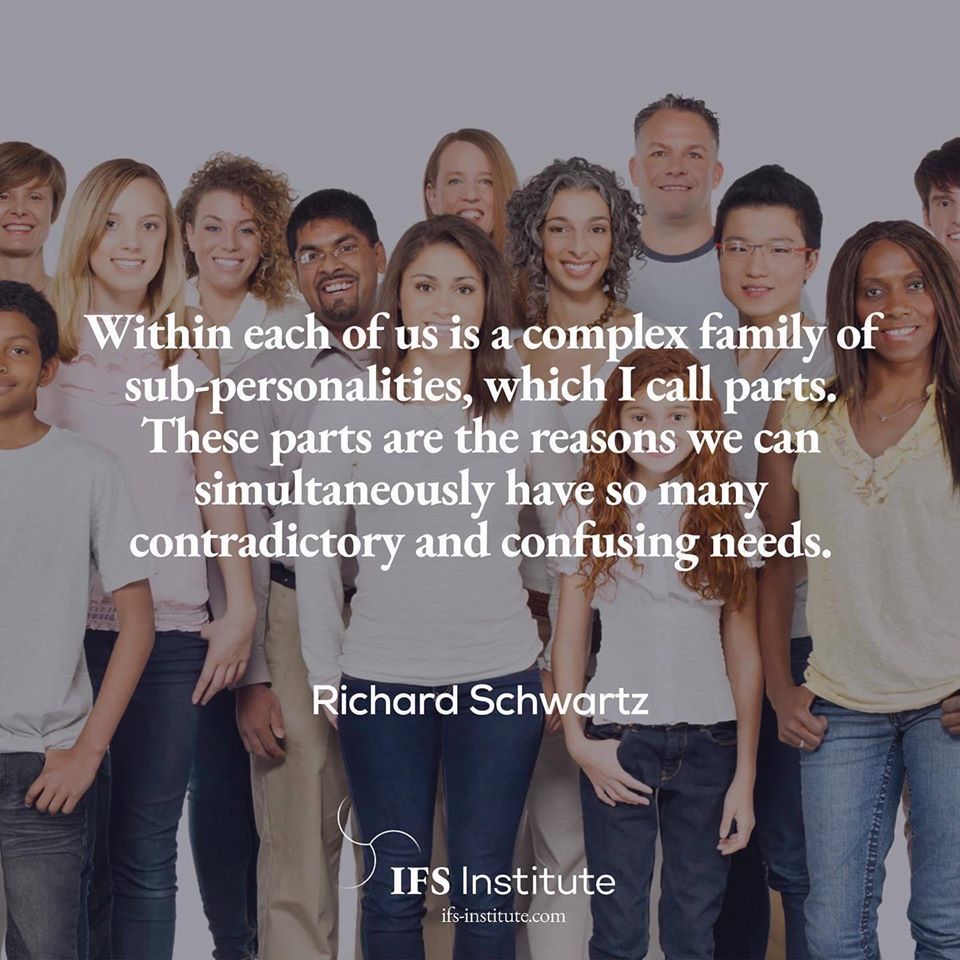 Within each of us is a complex family of
sub-personalities, which I call parts.
These parts are the reasons we can
simultaneously have so many
contradictory and confusing needs.
Richard Schwartz
IFS Institute
ifs-institute.com